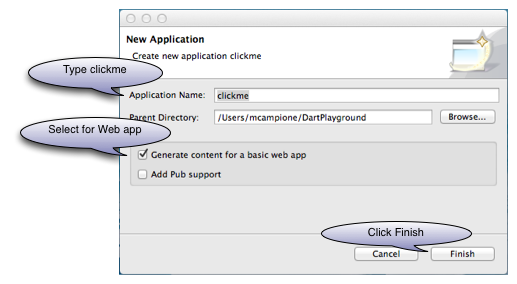 New Application
Create new application clickme
Type clickme
Application Name: clickme
Parent Directory: /Users/mcampione/DartPlayground Browse...
Select for Web app
Generate content for a basic web app
Add Pub support
Click Finish
Cancel Finish